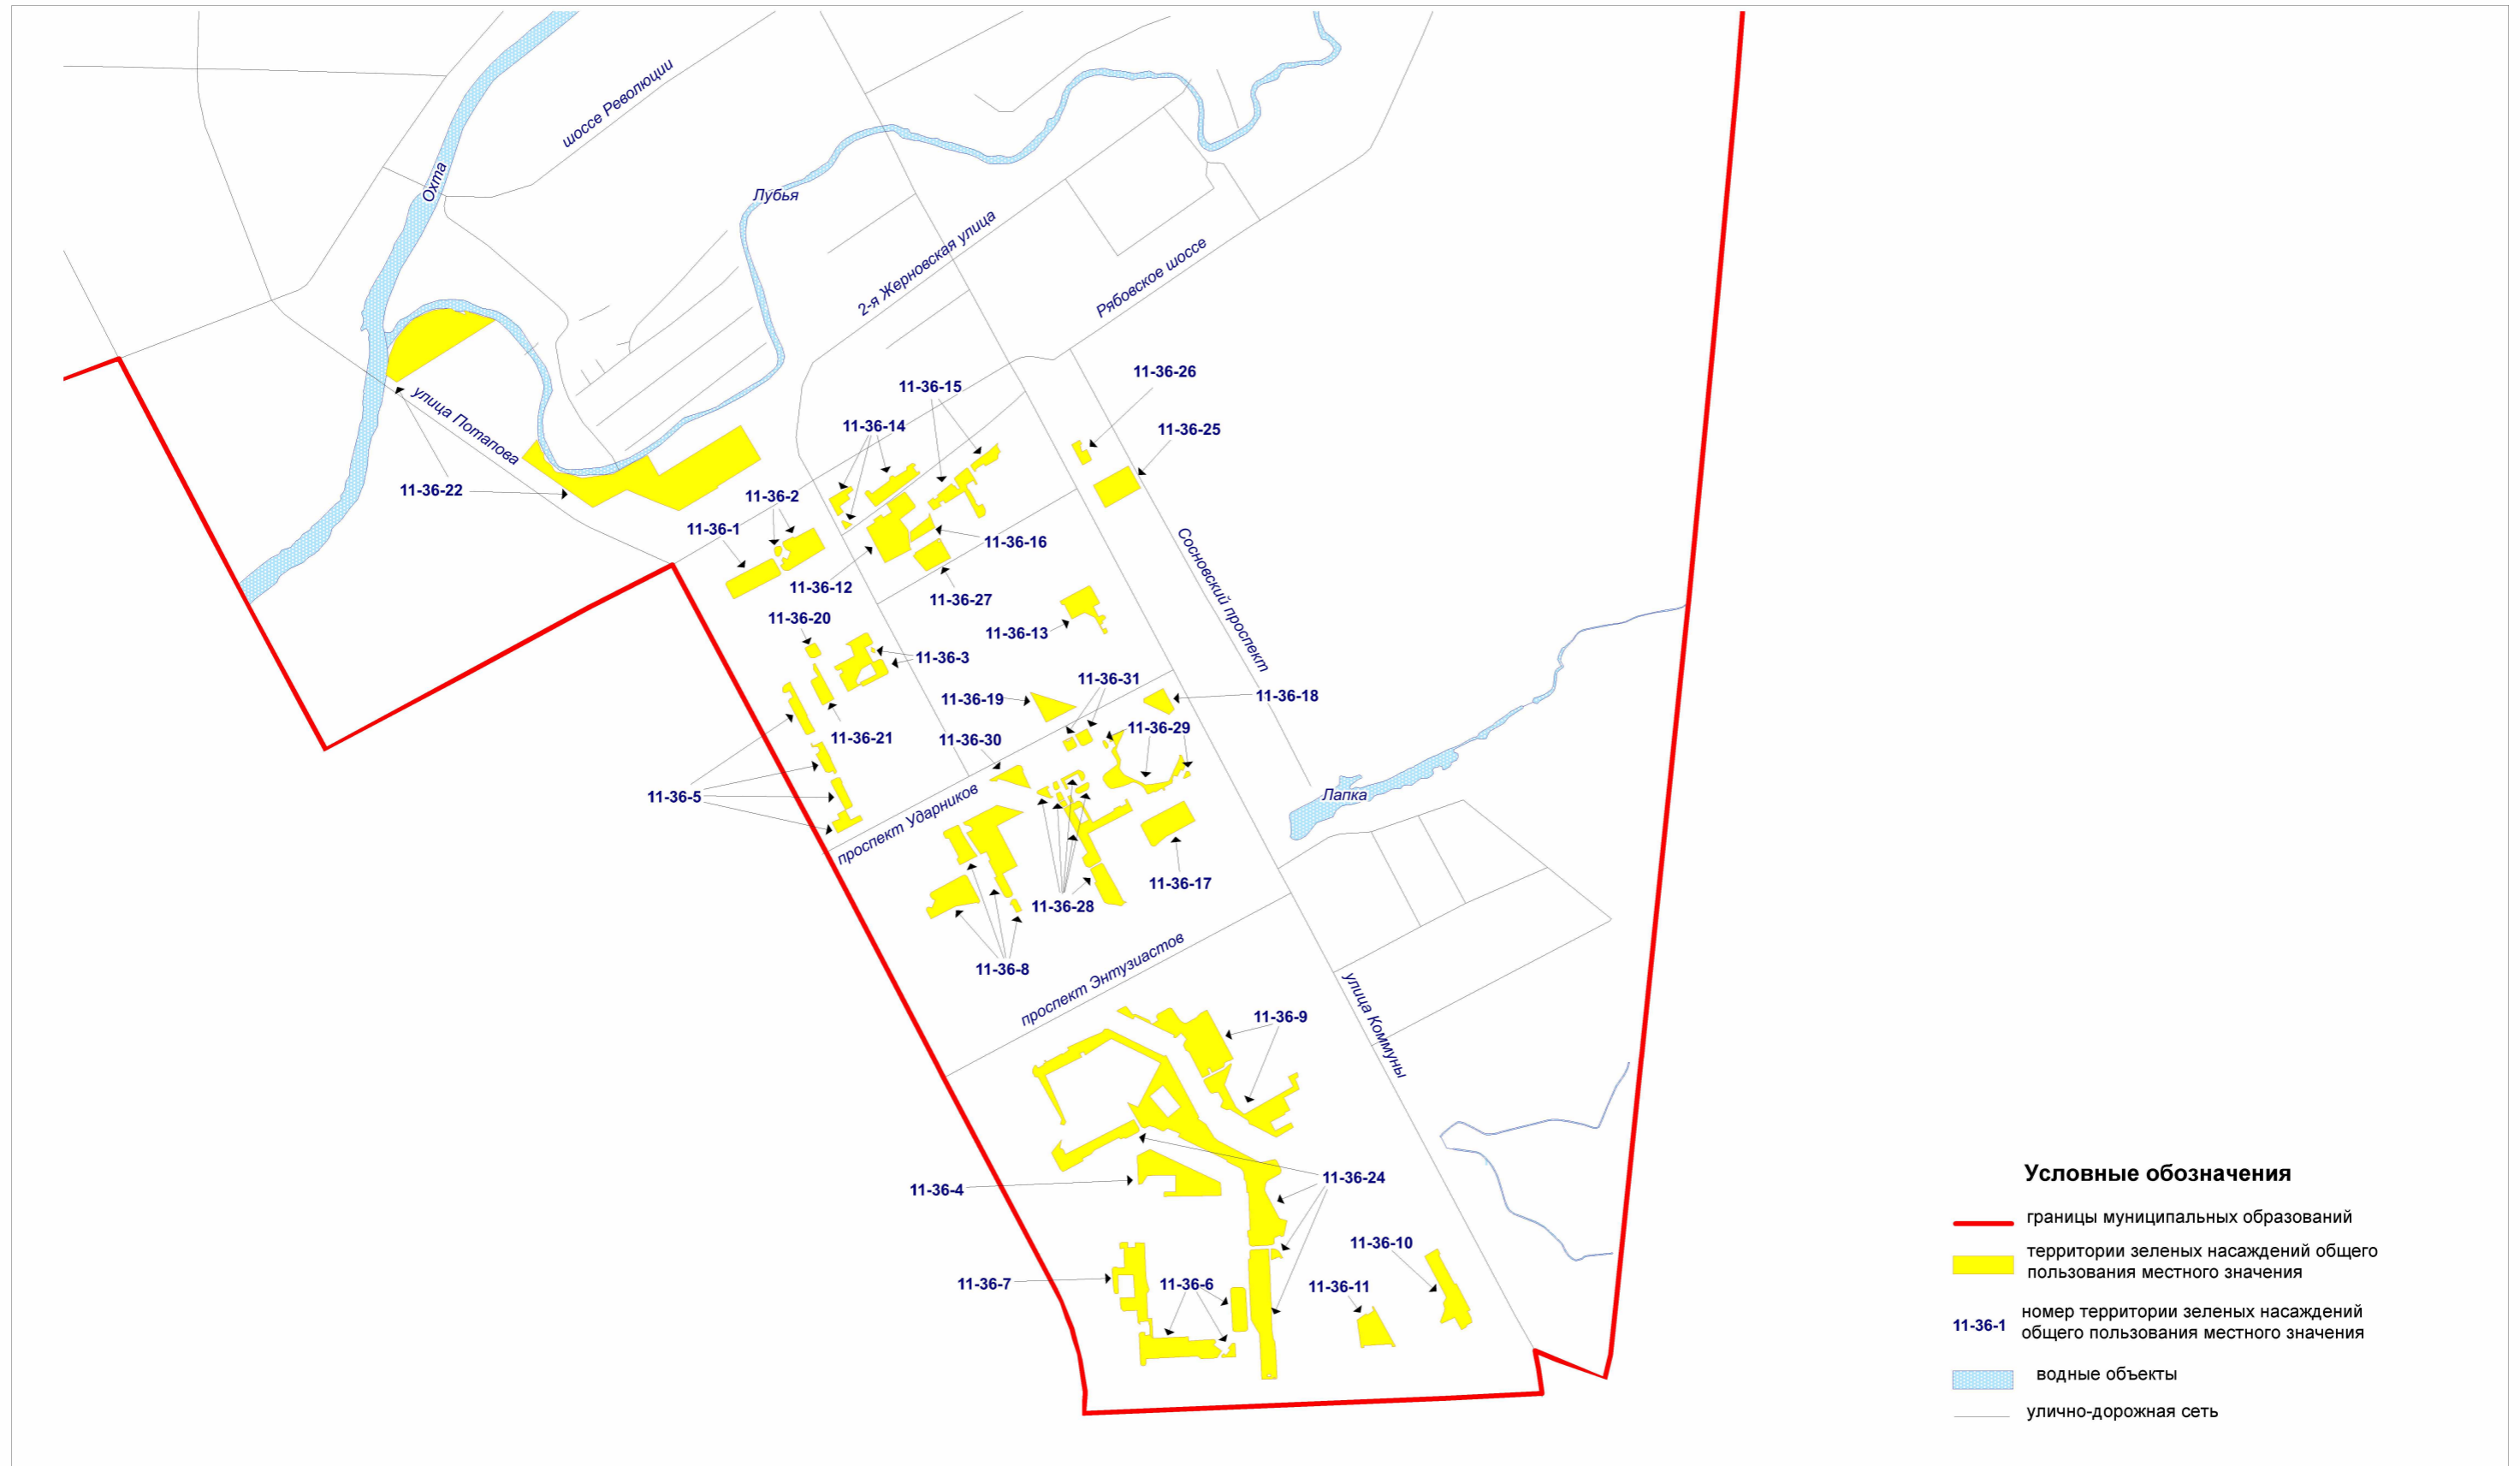 шоссе Революции
Охта
Лубья
2-я Жерновская улица
Рябовское шоссе
11-36-26
11-36-15
улица Потапова
11-36-14
11-36-25
11-36-22
11-36-2
11-36-1
11-36-16
Сосновский проспект
11-36-12
11-36-27
11-36-20
11-36-13
11-36-3
11-36-31
11-36-19
11-36-18
11-36-29
11-36-21
11-36-30
11-36-5
Лапка
проспект Ударников
11-36-17
11-36-28
11-36-8
проспект Энтузиастов
11-36-9
улица Коммуны
11-36-24
11-36-4
11-36-10
11-36-7
11-36-6
11-36-11
Условные обозначения
границы муниципальных образований
территории зеленых насаждений общего
пользования местного значения
11-36-1
номер территории зеленых насаждений
общего пользования местного значения
водные объекты
улично-дорожная сеть